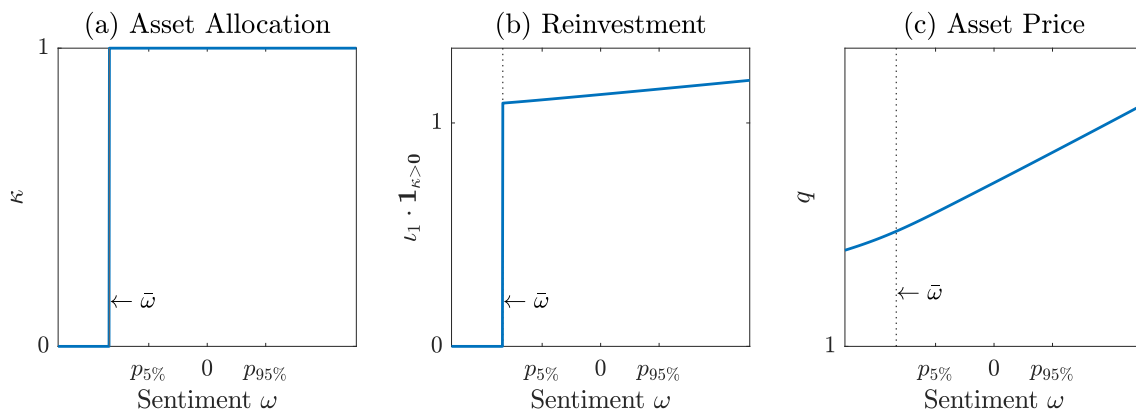 (a) Asset Allocation
1
κ
← ω̄
0
p5% 0 p95%
Sentiment ω
(b) Reinvestment
1
ι₁ · 𝟏κ>0
← ω̄
0
p5% 0 p95%
Sentiment ω
(c) Asset Price
q
← ω̄
1
p5% 0 p95%
Sentiment ω